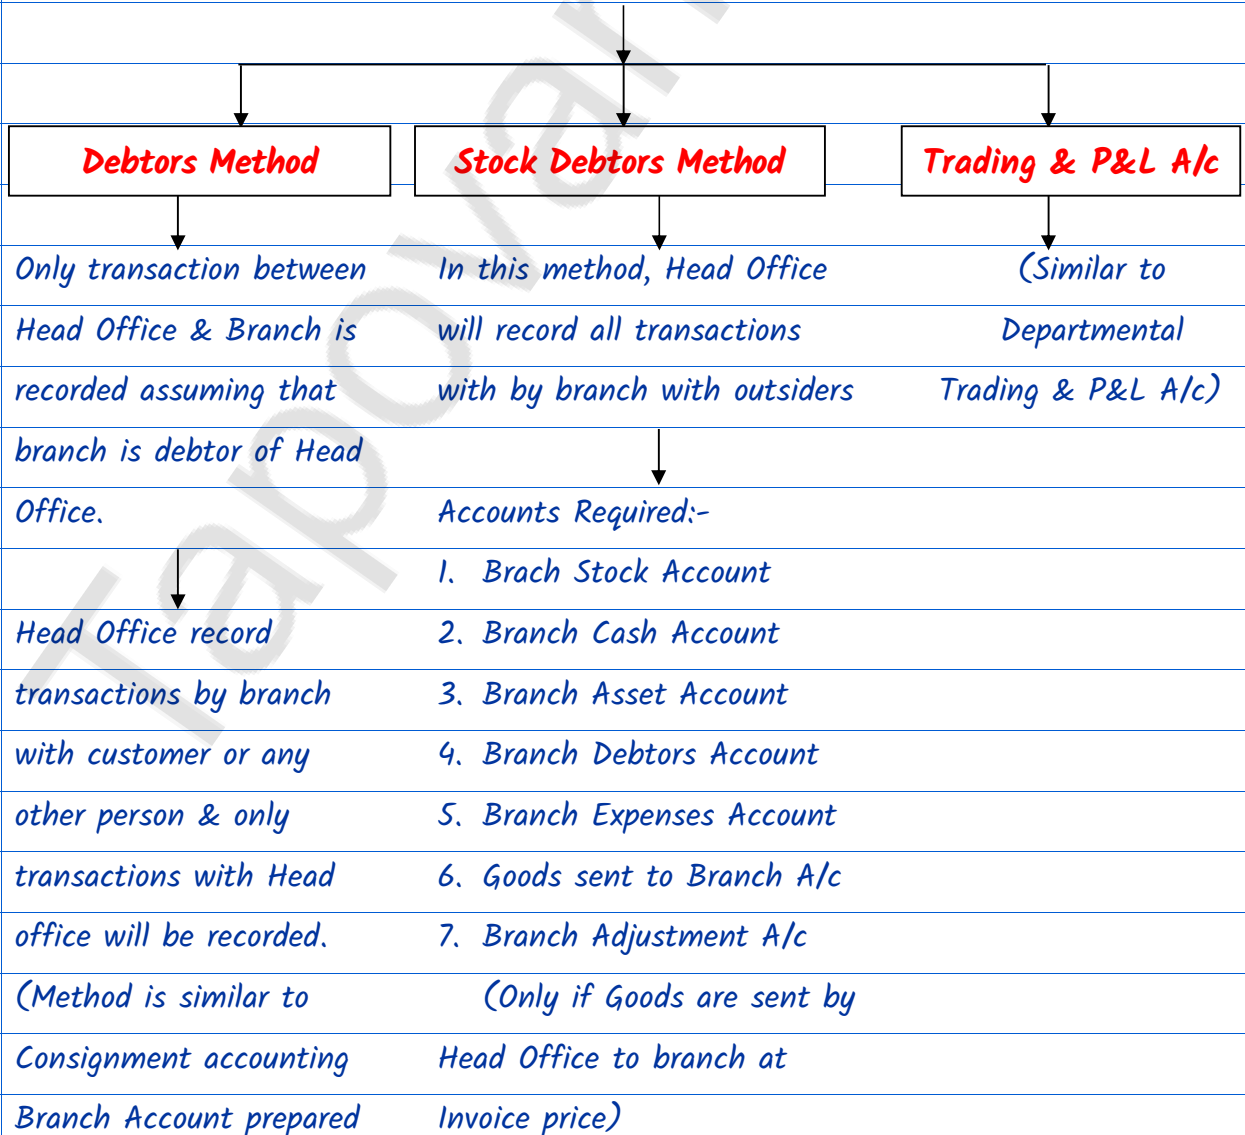 Tapovan
Debtors Method
Only transaction between
Head Office & Branch is
recorded assuming that
branch is debtor of Head
Office.
Head Office record
transactions by branch
with customer or any
other person & only
transactions with Head
office will be recorded.
(Method is similar to
Consignment accounting
Branch Account prepared
Stock Debtors Method
In this method, Head Office
will record all transactions
with by branch with outsiders
Accounts Required:-
1. Brach Stock Account
2. Branch Cash Account
3. Branch Asset Account
4. Branch Debtors Account
5. Branch Expenses Account
6. Goods sent to Branch A/c
7. Branch Adjustment A/c
(Only if Goods are sent by
Head Office to branch at
Invoice price)
Trading & P&L A/c
(Similar to
Departmental
Trading & P&L A/c)